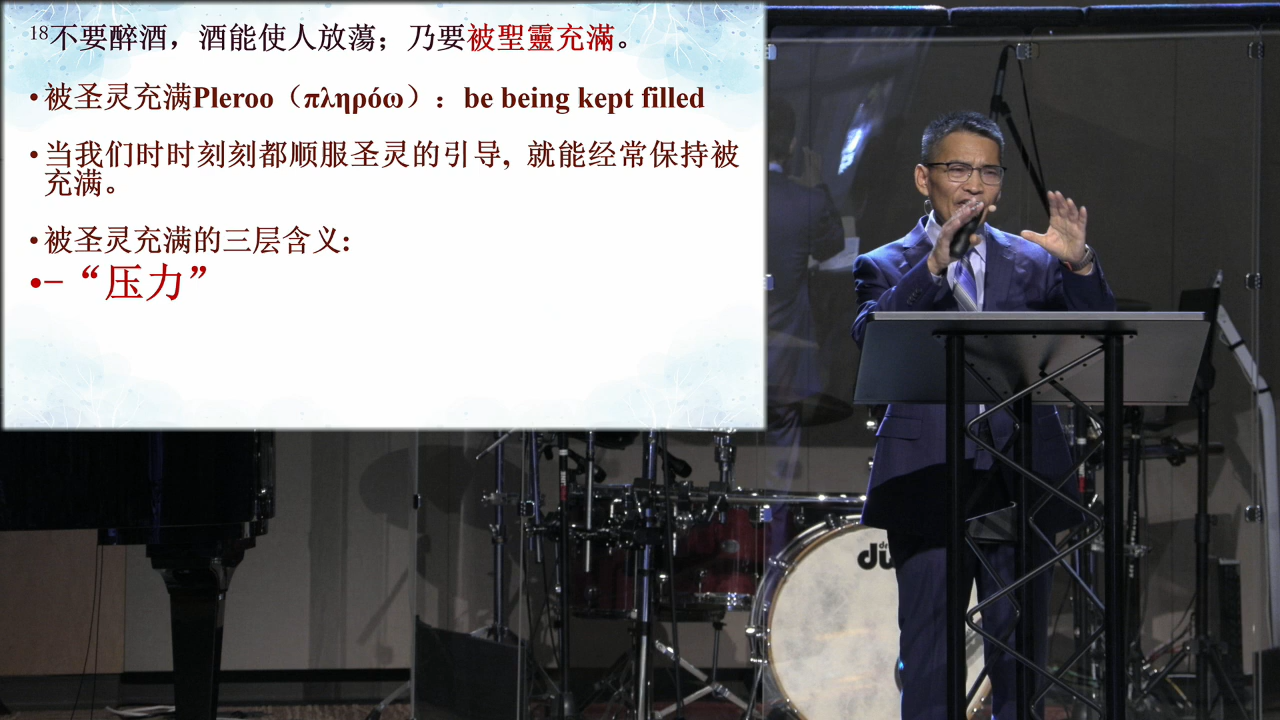 18不要醉酒，酒能使人放蕩；乃要被聖靈充滿。
•被圣灵充满Pleroo（πληρόω）：be being kept filled
•当我们时时刻刻都顺服圣灵的引导, 就能经常保持被
充满。
•被圣灵充满的三层含义:
•–“压力”